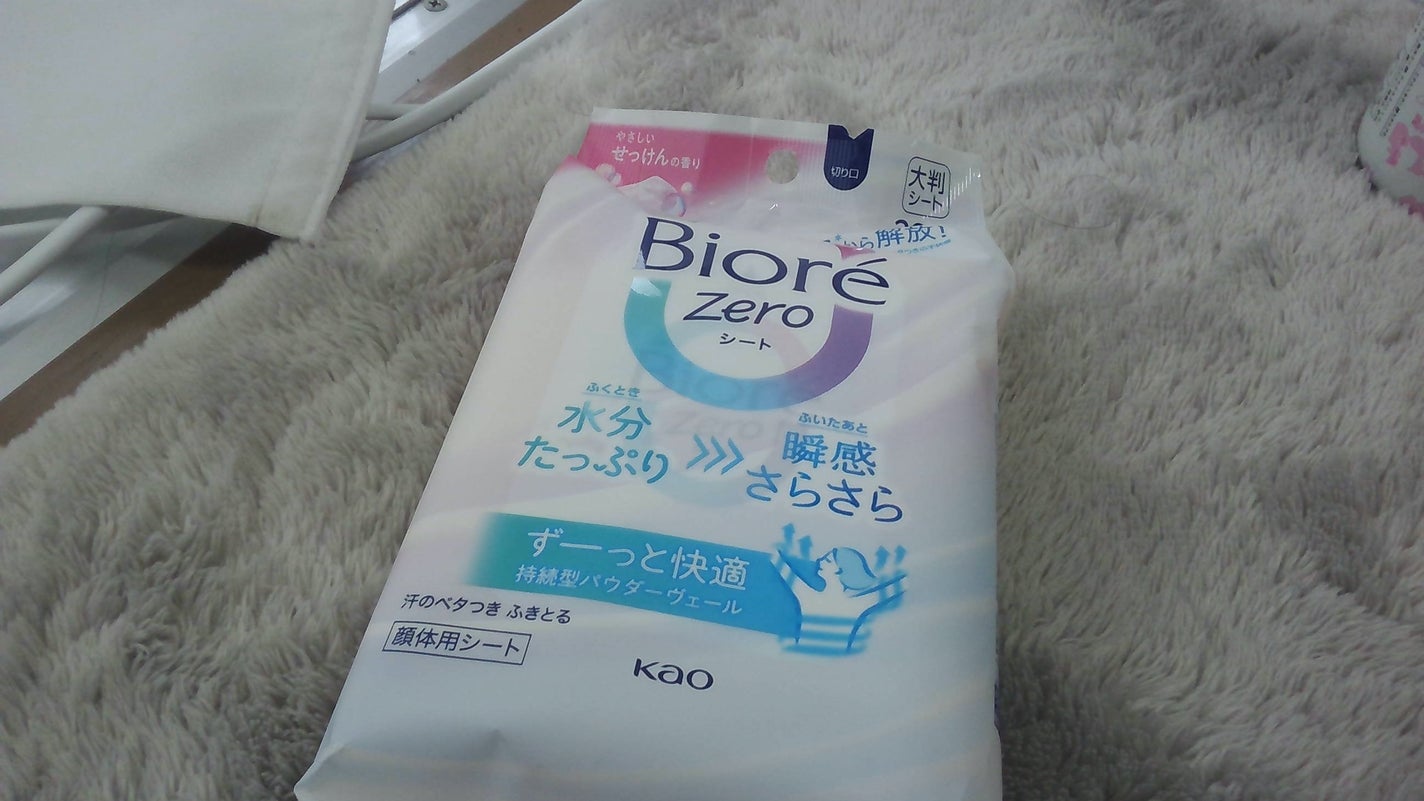 やさしい
せっけんの香り
切り口
大判
シート
から解放!
Bioré
Zero
シート
ふくとき
水分
たっぷり
ふいたあと
瞬感
さらさら
ずーっと快適
持続型パウダーヴェール
汗のベタつき ふきとる
顔体用シート
Kao